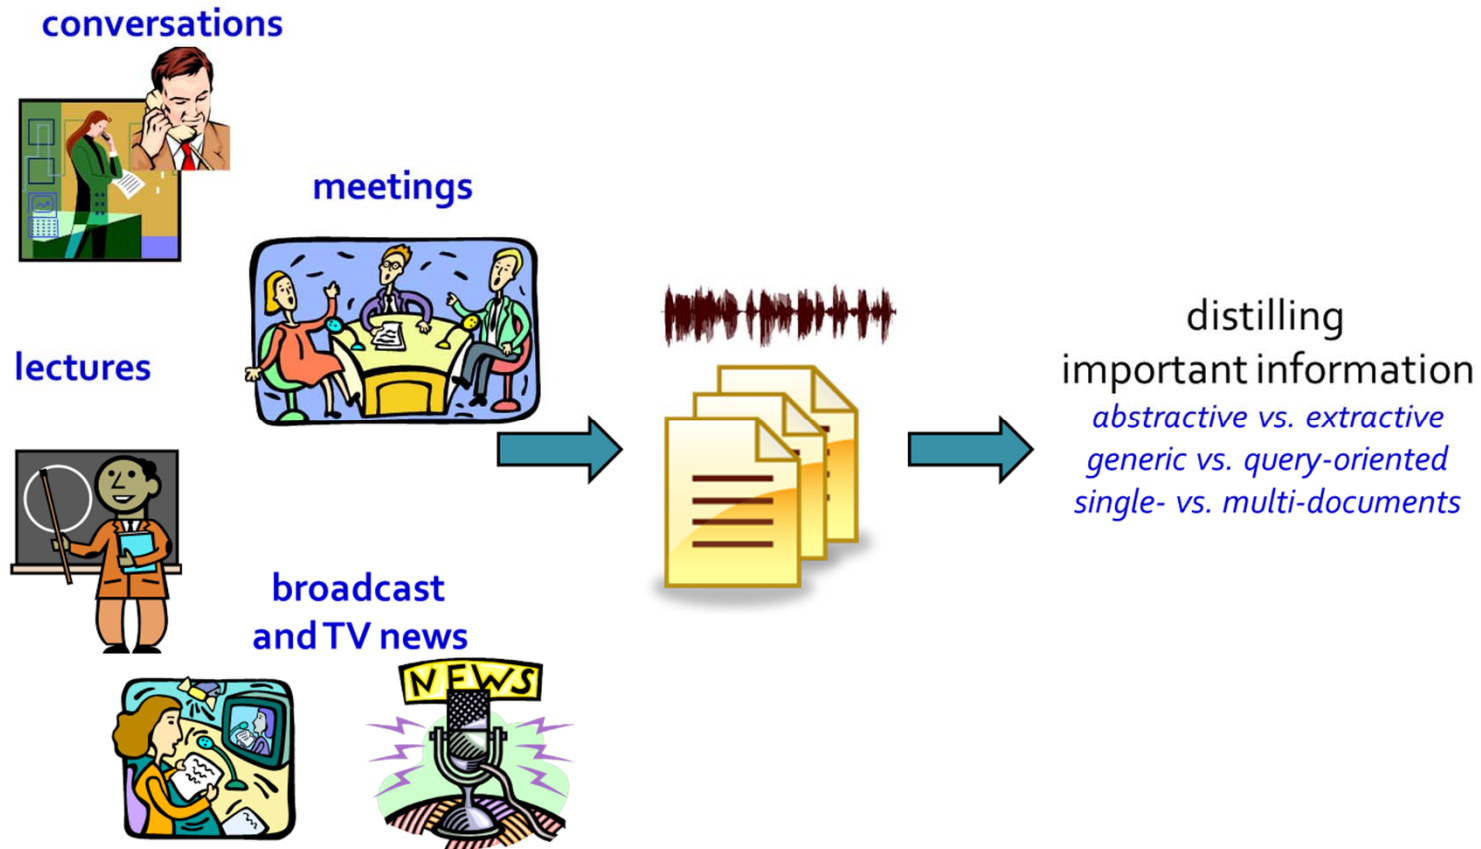 conversations
meetings
lectures
broadcast
and TV news
NEWS
distilling
important information
abstractive vs. extractive
generic vs. query-oriented
single- vs. multi-documents